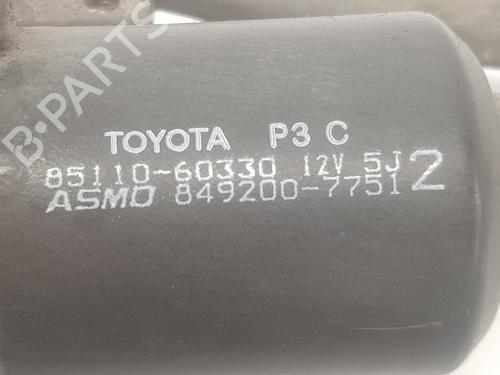 B-PARTS
TOYOTA P3 C
85110-60330 12V 5J 2
ASMO 849200-7751